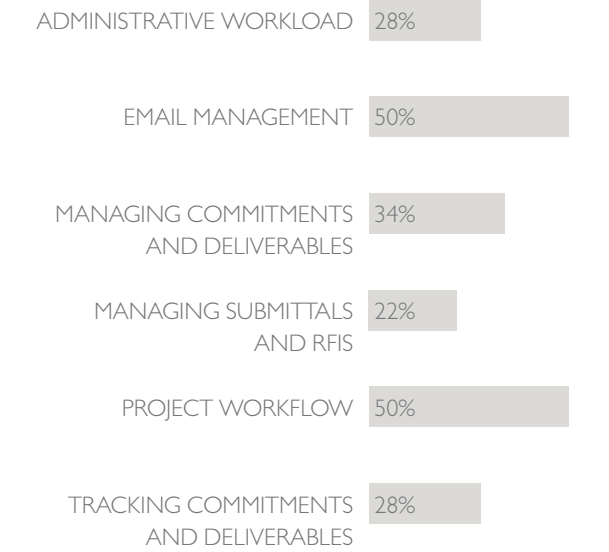 ADMINISTRATIVE WORKLOAD 28%
EMAIL MANAGEMENT 50%
MANAGING COMMITMENTS 34%
AND DELIVERABLES
MANAGING SUBMITTALS 22%
AND RFIS
PROJECT WORKFLOW 50%
TRACKING COMMITMENTS 28%
AND DELIVERABLES